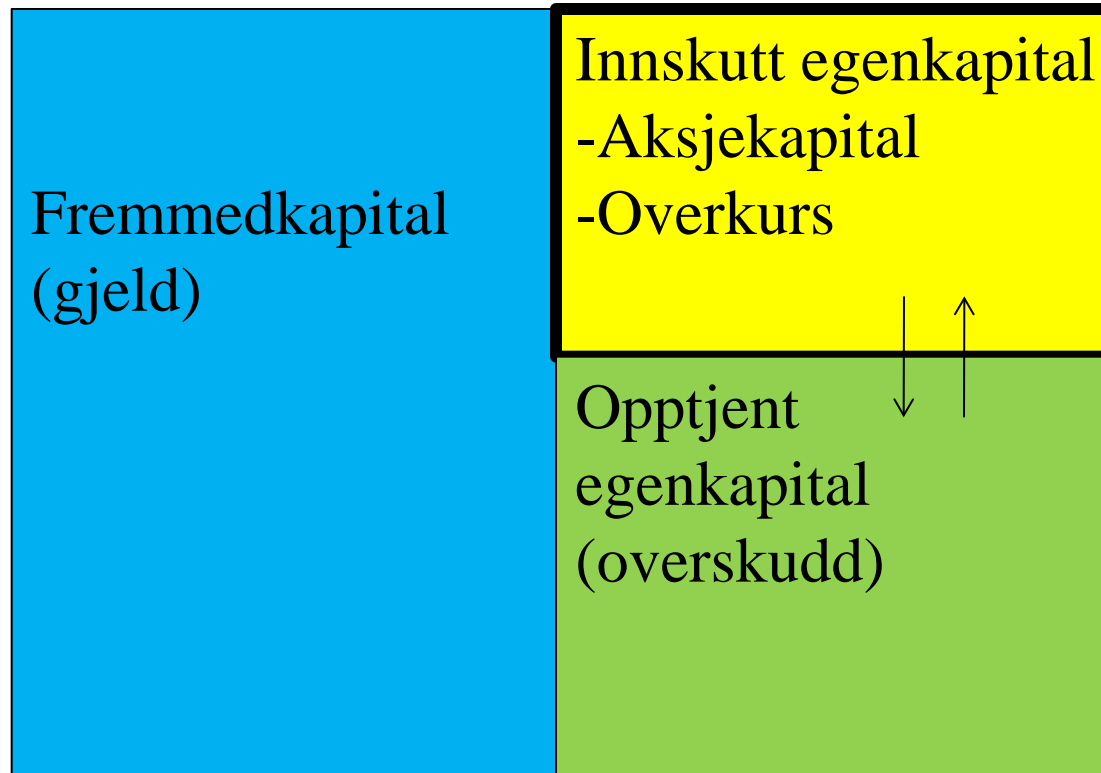 Fremmedkapital
(gjeld)
Innskutt egenkapital
-Aksjekapital
-Overkurs
Opptjent
egenkapital
(overskudd)